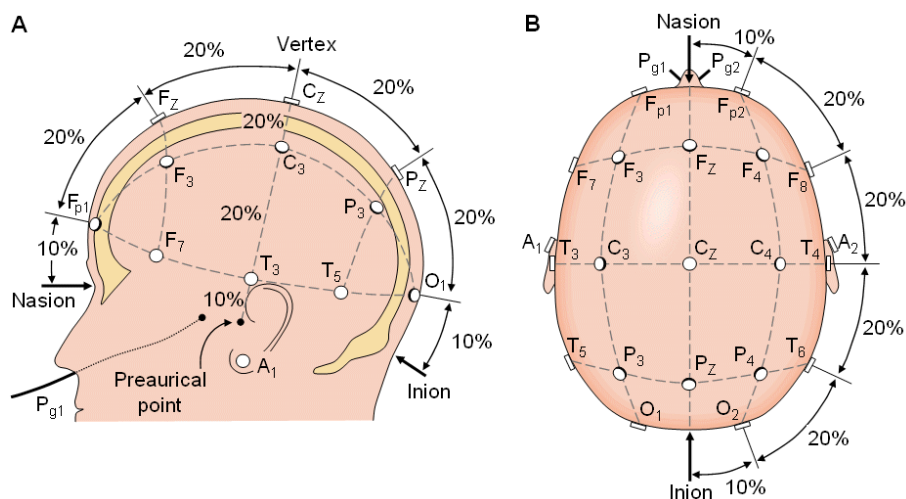 A
20%
Vertex
20%
20%
20%
FZ
CZ
20%
PZ
F3
C3
Fp1
20%
P3
20%
10%
F7
T3
T5
O1
Nasion
10%
10%
A1
Preaurical
point
Inion
Pg1
B
Nasion
10%
Pg1
Pg2
20%
Fp1
Fp2
F7
F3
FZ
F4
F8
20%
A1
T3
C3
CZ
C4
T4
A2
20%
T5
P3
PZ
P4
T6
O1
O2
20%
Inion
10%